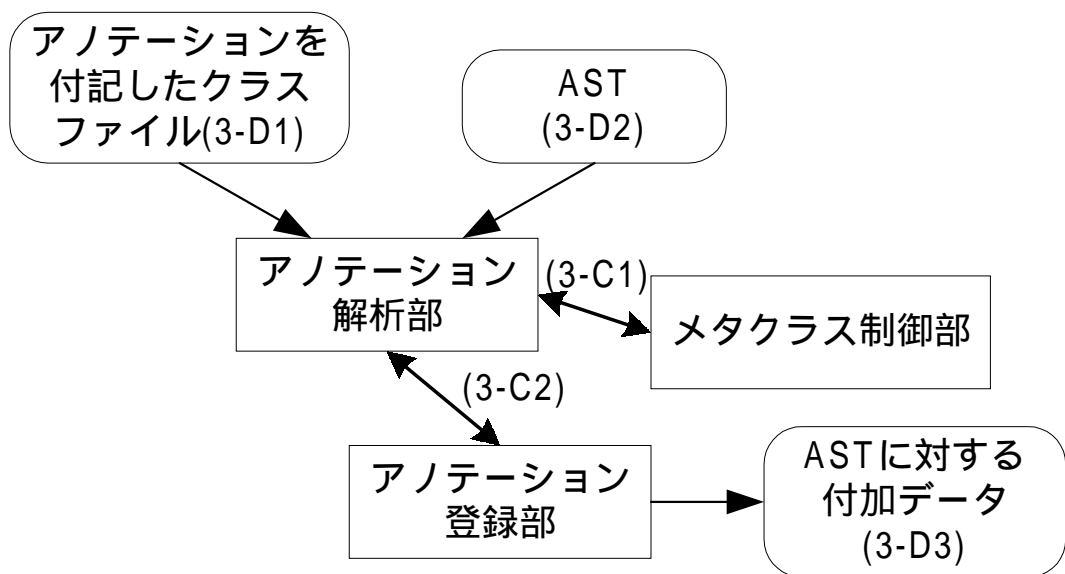 アノテーションを
付記したクラス
ファイル(3-D1)
AST
(3-D2)
アノテーション
解析部
(3-C1)
メタクラス制御部
(3-C2)
アノテーション
登録部
ASTに対する
付加データ
(3-D3)